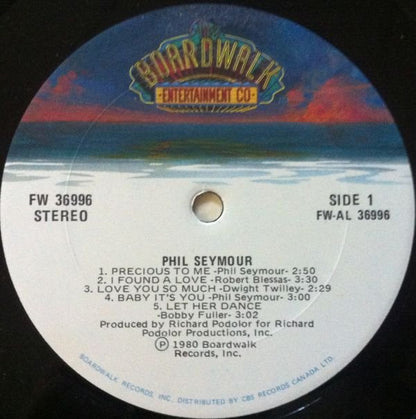 The
BOARDWALK
-ENTERTAINMENT CO-
FW 36996
STEREO
SIDE 1
FW-AL 36996
PHIL SEYMOUR
1. PRECIOUS TO ME -Phil Seymour- 2:50
2. I FOUND A LOVE -Robert Blessas- 3:30
3. LOVE YOU SO MUCH -Dwight Twilley- 2:29
4. BABY IT'S YOU -Phil Seymour- 3:00
5. LET HER DANCE
-Bobby Fuller- 3:02
Produced by Richard Podolor for Richard
Podolor Productions, Inc.
Ⓟ 1980 Boardwalk
Records, Inc.
BOARDWALK RECORDS, INC. DISTRIBUTED BY CBS RECORDS CANADA LTD.